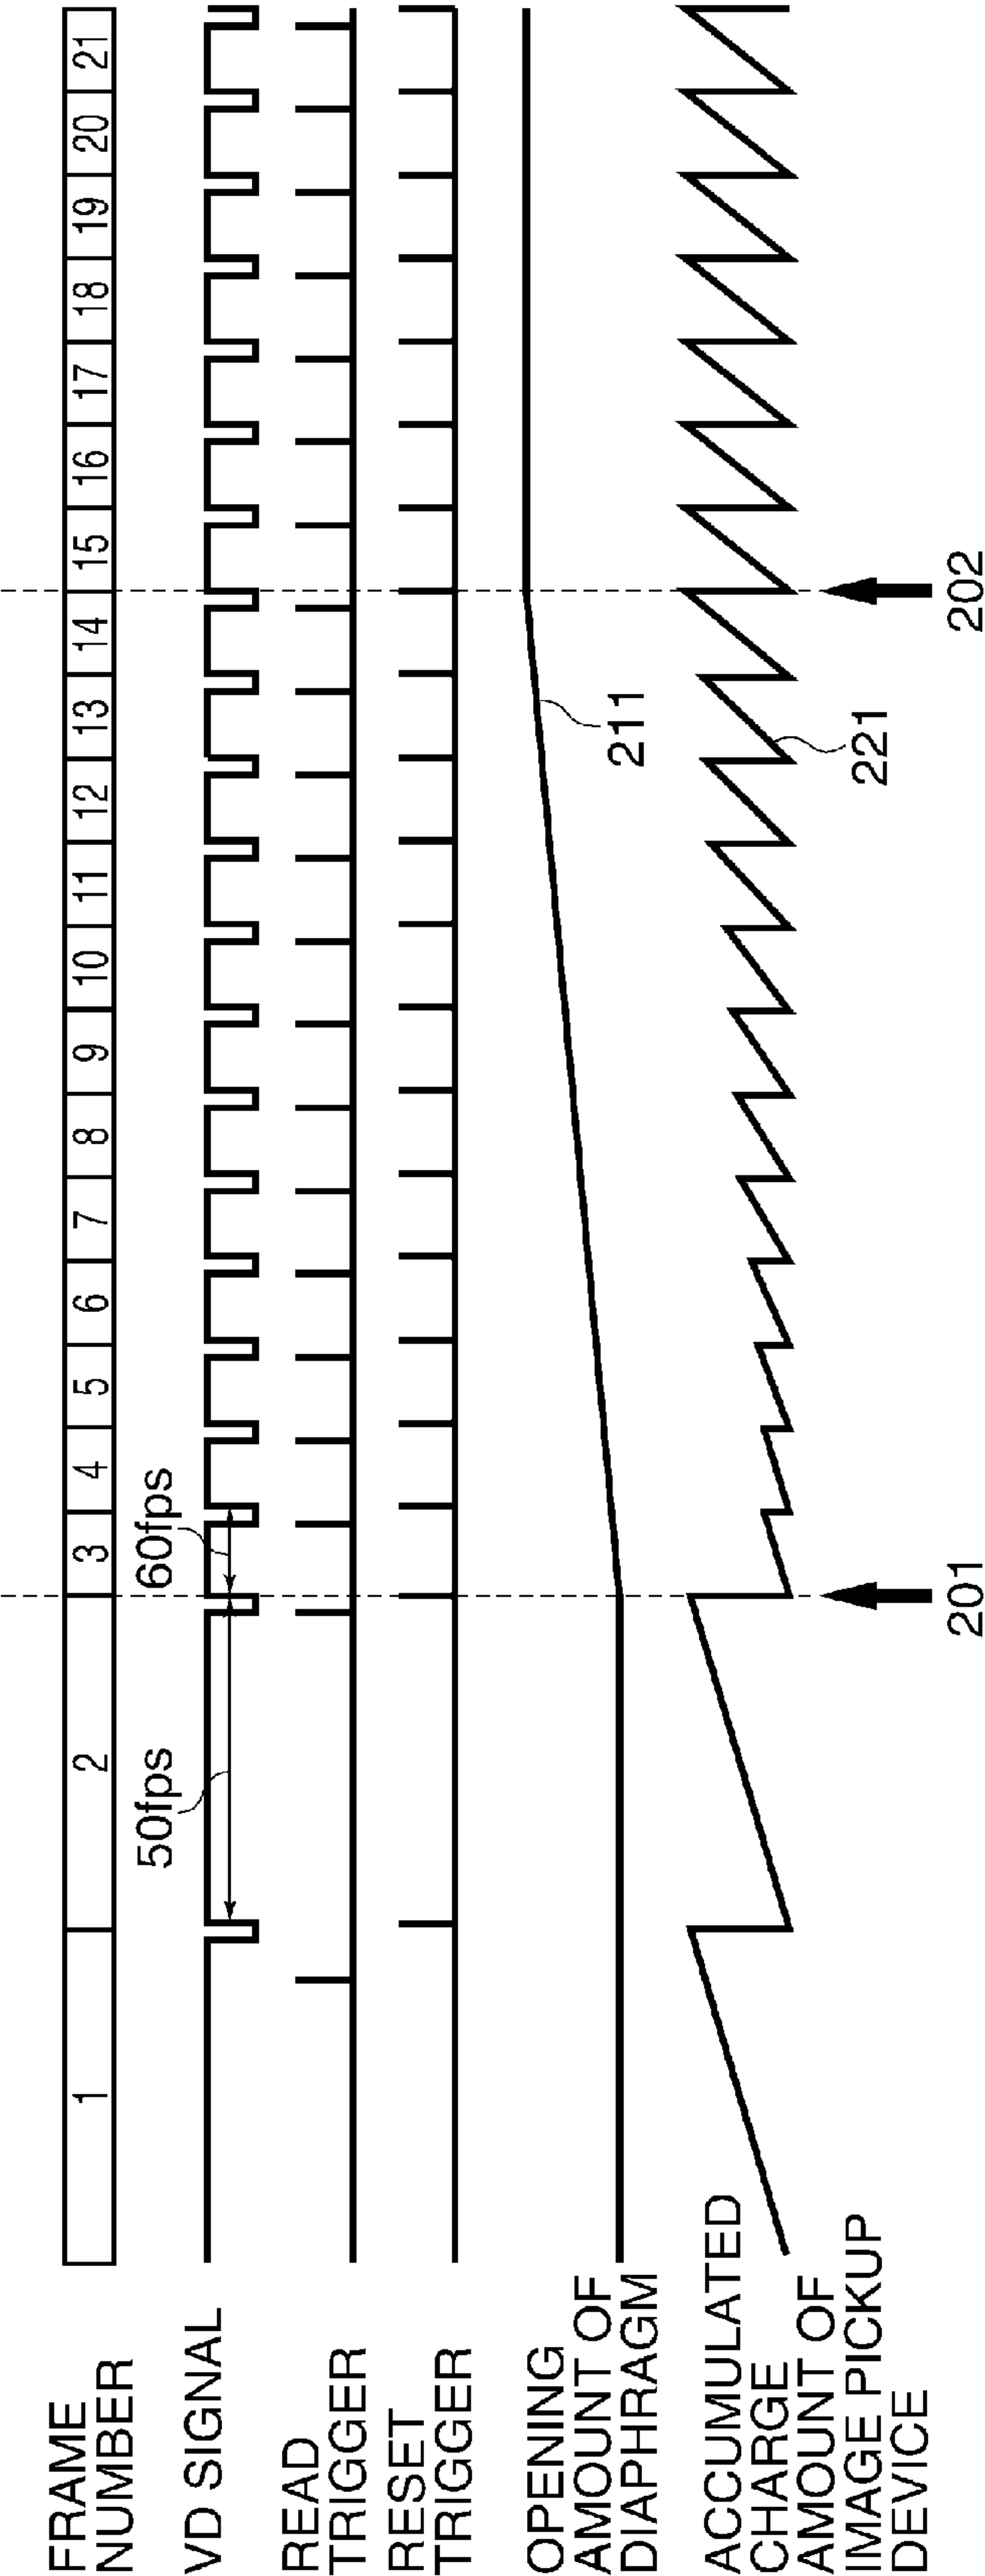 FRAME
NUMBER
1 2 3 4 5 6 7 8 9 10 11 12 13 14 15 16 17 18 19 20 21
VD SIGNAL
50fps
60fps
READ
TRIGGER
RESET
TRIGGER
OPENING
AMOUNT OF
DIAPHRAGM
211
ACCUMULATED
CHARGE
AMOUNT OF
IMAGE PICKUP
DEVICE
221
201
202